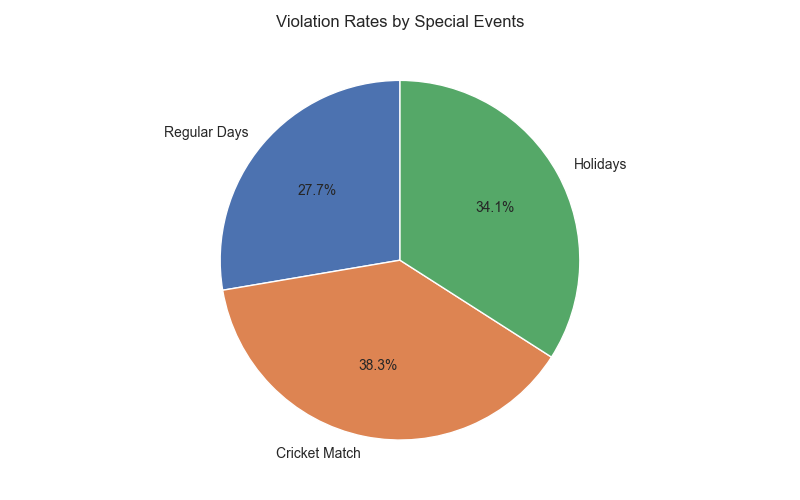 Violation Rates by Special Events
Regular Days
Holidays
27.7%
34.1%
38.3%
Cricket Match